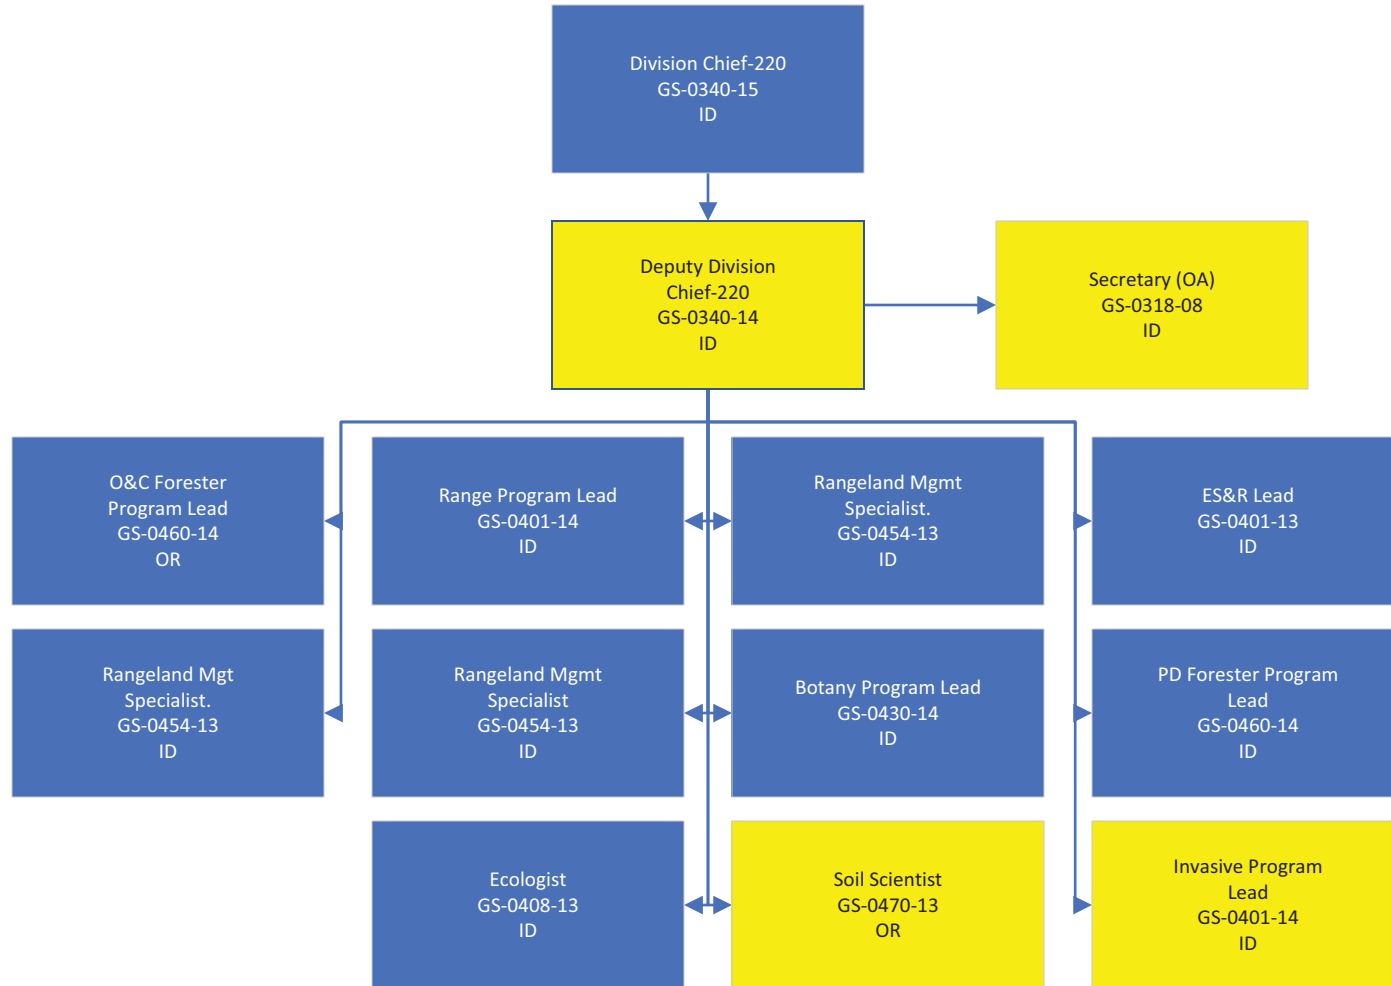 Division Chief-220
GS-0340-15
ID
Deputy Division
Chief-220
GS-0340-14
ID
Secretary (OA)
GS-0318-08
ID
O&C Forester
Program Lead
GS-0460-14
OR
Range Program Lead
GS-0401-14
ID
Rangeland Mgmt
Specialist.
GS-0454-13
ID
ES&R Lead
GS-0401-13
ID
Rangeland Mgt
Specialist.
GS-0454-13
ID
Rangeland Mgmt
Specialist
GS-0454-13
ID
Botany Program Lead
GS-0430-14
ID
PD Forester Program
Lead
GS-0460-14
ID
Ecologist
GS-0408-13
ID
Soil Scientist
GS-0470-13
OR
Invasive Program
Lead
GS-0401-14
ID